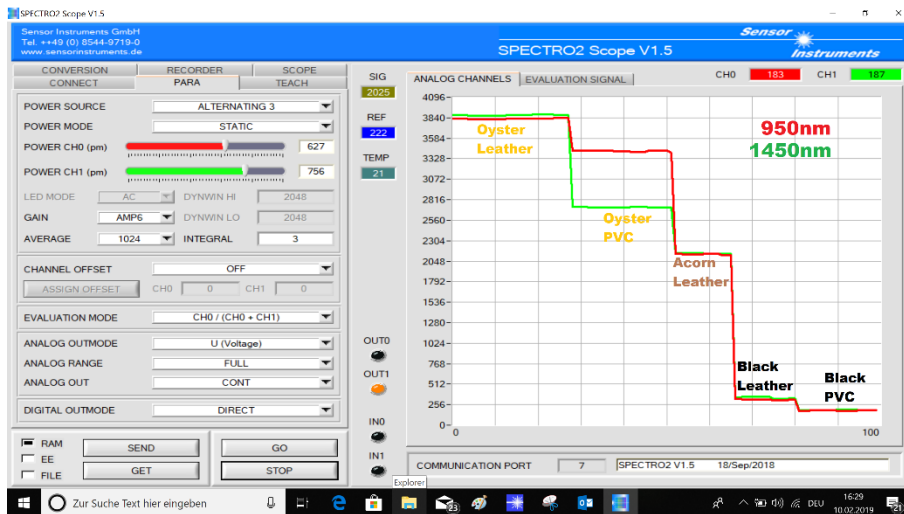 SPECTRO2 Scope V1.5
Sensor Instruments GmbH
Tel. ++49 (0) 8544-9719-0
www.sensorinstruments.de
SPECTRO2 Scope V1.5
Sensor
Instruments
CONVERSION RECORDER SCOPE
CONNECT PARA TEACH
POWER SOURCE ALTERNATING 3
POWER MODE STATIC
POWER CH0 (pm) 627
POWER CH1 (pm) 756
LED MODE AC DYNWIN HI 2048
GAIN AMP6 DYNWIN LO 2048
AVERAGE 1024 INTEGRAL 3
CHANNEL OFFSET OFF
ASSIGN OFFSET CH0 0 CH1 0
EVALUATION MODE CH0 / (CH0 + CH1)
ANALOG OUTMODE U (Voltage)
ANALOG RANGE FULL
ANALOG OUT CONT
DIGITAL OUTMODE DIRECT
RAM
EE
FILE
SEND GO
GET STOP
SIG
2025
REF
222
TEMP
21
OUT0
OUT1
IN0
IN1
ANALOG CHANNELS EVALUATION SIGNAL CH0 183 CH1 187
4096
3840
3584
3328
3072
2816
2560
2304
2048
1792
1536
1280
1024
768
512
256
0
0 100
Oyster
Leather
950nm
1450nm
Oyster
PVC
Acorn
Leather
Black
Leather
Black
PVC
COMMUNICATION PORT 7 SPECTRO2 V1.5 18/Sep/2018
Explorer
Zur Suche Text hier eingeben
23
DEU
16:29
10.02.2019
21